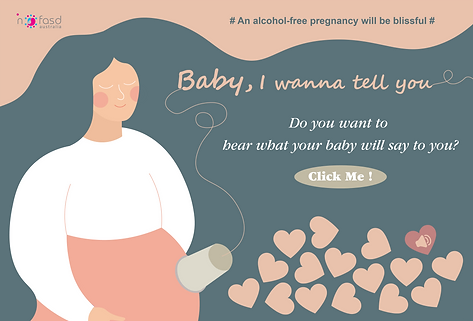 nofasd
australia
# An alcohol-free pregnancy will be blissful #
Baby, I wanna tell you
Do you want to
hear what your baby will say to you?
Click Me !